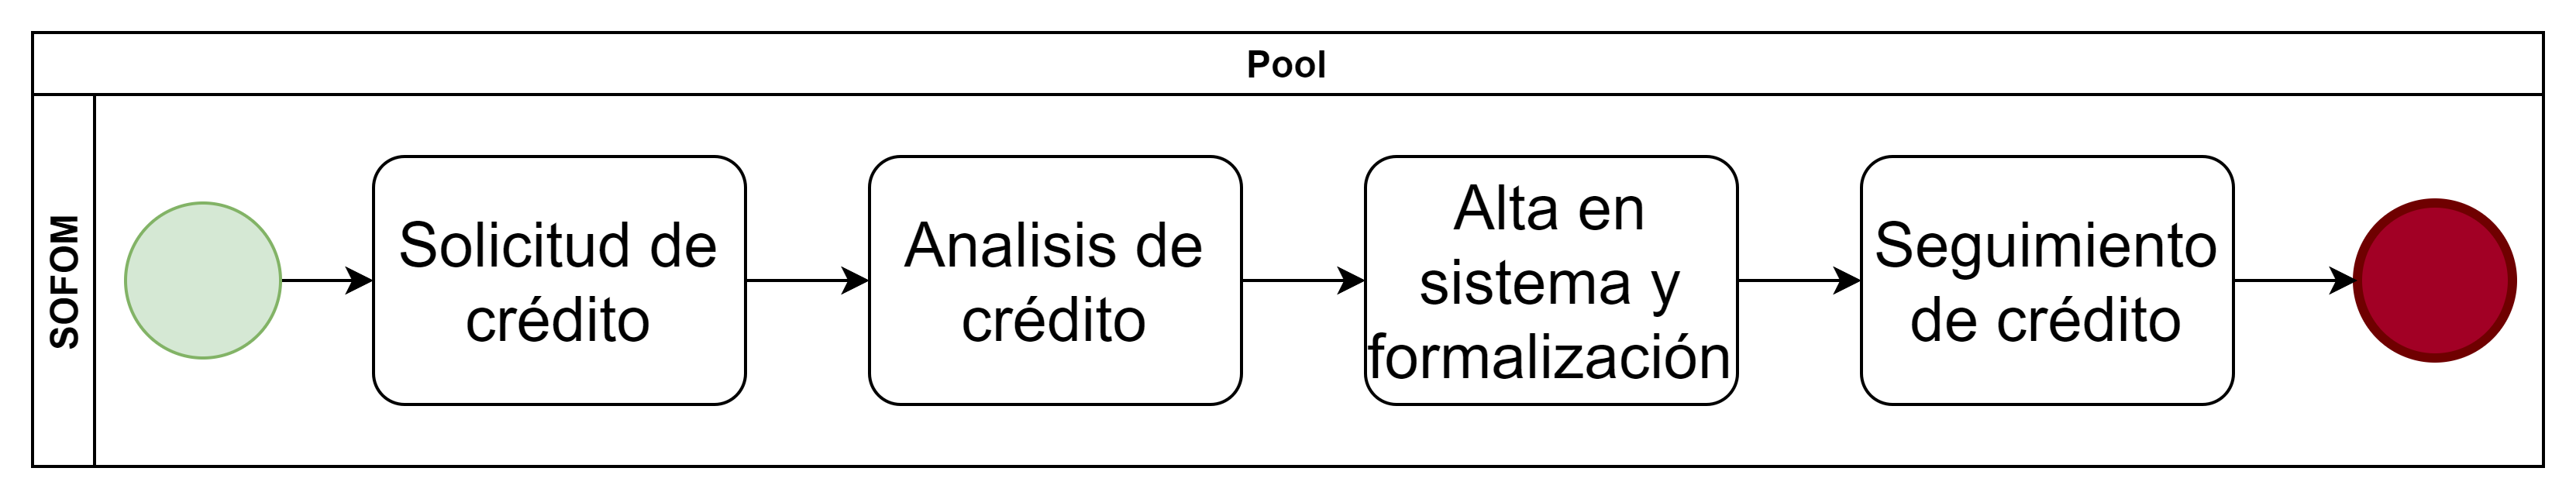 Pool
SOFOM
Solicitud de
crédito
Analisis de
crédito
Alta en
sistema y
formalización
Seguimiento
de crédito